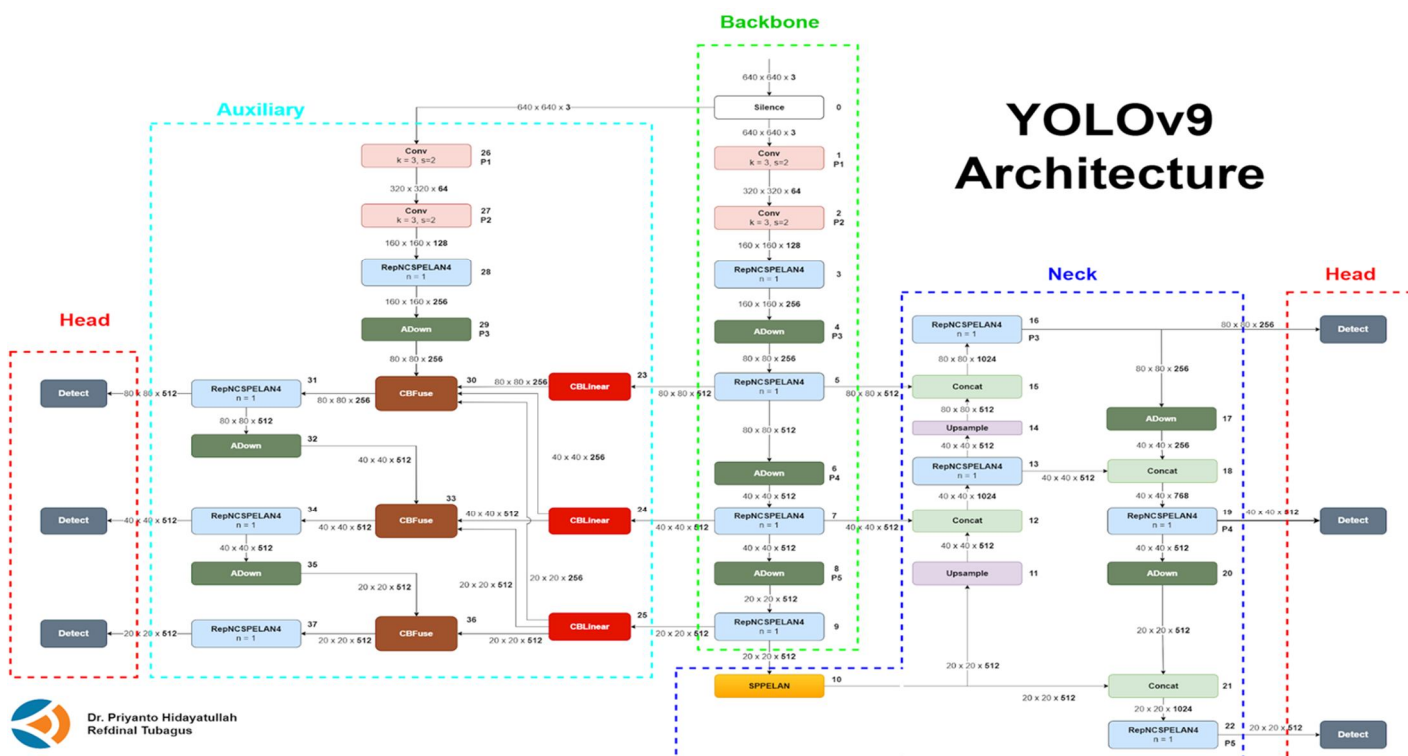 Backbone
640 x 640 x 3
Silence
0
640 x 640 x 3
640 x 640 x 3
YOLOv9
Architecture
Auxiliary
Conv
k = 3, s=2
26
P1
320 x 320 x 64
Conv
k = 3, s=2
27
P2
160 x 160 x 128
RepNCSPELAN4
n = 1
28
160 x 160 x 256
ADown
29
P3
80 x 80 x 256
Conv
k = 3, s=2
1
P1
320 x 320 x 64
Conv
k = 3, s=2
2
P2
160 x 160 x 128
RepNCSPELAN4
n = 1
3
160 x 160 x 256
ADown
4
P3
80 x 80 x 256
Head
Detect
80 x 80 x 512
RepNCSPELAN4
n = 1
31
80 x 80 x 256
CBFuse
30
80 x 80 x 256
CBLinear
23
80 x 80 x 512
RepNCSPELAN4
n = 1
5
80 x 80 x 512
80 x 80 x 512
ADown
32
40 x 40 x 512
40 x 40 x 256
80 x 80 x 512
ADown
6
P4
40 x 40 x 512
Detect
40 x 40 x 512
RepNCSPELAN4
n = 1
34
40 x 40 x 512
CBFuse
33
40 x 40 x 512
CBLinear
24
40 x 40 x 512
RepNCSPELAN4
n = 1
7
40 x 40 x 512
40 x 40 x 512
ADown
35
20 x 20 x 512
20 x 20 x 512
20 x 20 x 256
40 x 40 x 512
ADown
8
P5
20 x 20 x 512
Detect
20 x 20 x 512
RepNCSPELAN4
n = 1
37
20 x 20 x 512
CBFuse
36
20 x 20 x 512
CBLinear
25
20 x 20 x 512
RepNCSPELAN4
n = 1
9
20 x 20 x 512
SPPELAN
10
Neck
RepNCSPELAN4
n = 1
16
P3
80 x 80 x 1024
Concat
15
80 x 80 x 512
Upsample
14
40 x 40 x 512
RepNCSPELAN4
n = 1
13
40 x 40 x 512
40 x 40 x 1024
Concat
12
40 x 40 x 512
Upsample
11
20 x 20 x 512
20 x 20 x 512
80 x 80 x 256
80 x 80 x 256
ADown
17
40 x 40 x 256
Concat
18
40 x 40 x 768
RepNCSPELAN4
n = 1
19
P4
40 x 40 x 512
40 x 40 x 512
ADown
20
20 x 20 x 512
Concat
21
20 x 20 x 1024
RepNCSPELAN4
n = 1
22
P5
20 x 20 x 512
Head
Detect
Detect
Detect
Dr. Priyanto Hidayatullah
Refdinal Tubagus